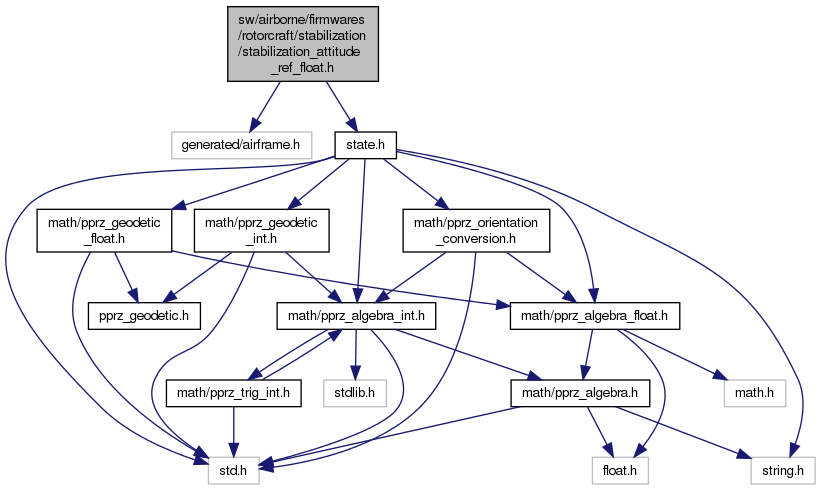 sw/airborne/firmwares
/rotorcraft/stabilization
/stabilization_attitude
_ref_float.h
generated/airframe.h
state.h
math/pprz_geodetic
_float.h
math/pprz_geodetic
_int.h
math/pprz_orientation
_conversion.h
pprz_geodetic.h
math/pprz_algebra_int.h
math/pprz_algebra_float.h
math/pprz_trig_int.h
stdlib.h
math/pprz_algebra.h
math.h
std.h
float.h
string.h